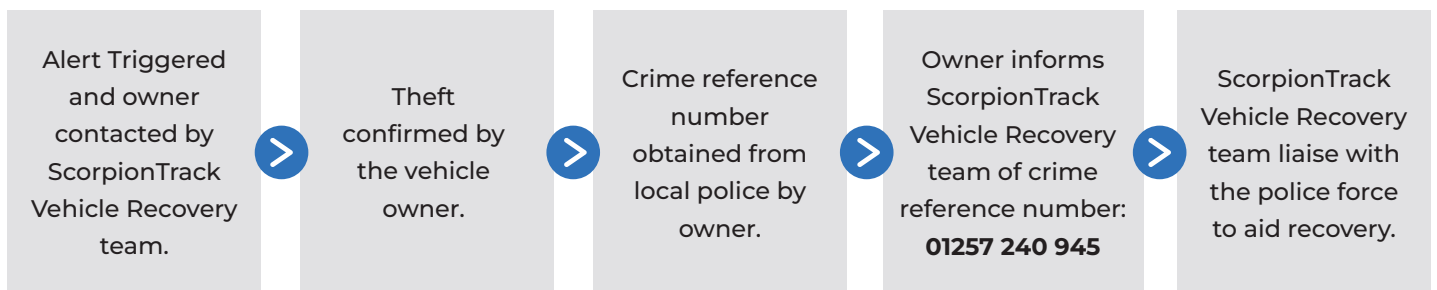 Alert Triggered
and owner
contacted by
ScorpionTrack
Vehicle Recovery
team.
Theft
confirmed by
the vehicle
owner.
Crime reference
number
obtained from
local police by
owner.
Owner informs
ScorpionTrack
Vehicle Recovery
team of crime
reference number:
01257 240 945
ScorpionTrack
Vehicle Recovery
team liaise with
the police force
to aid recovery.